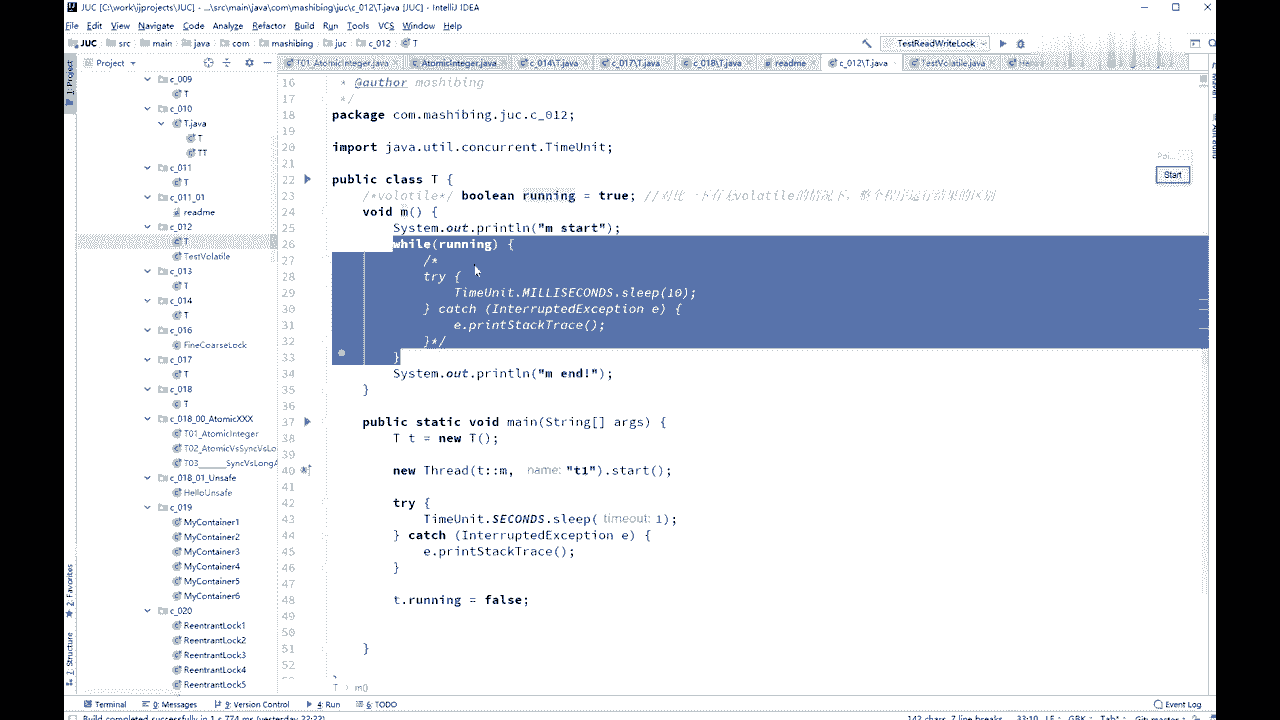 JUC [C:\work\ijprojects\JUC] - ...\src\main\java\com\mashibing\juc\c_012\T.java [JUC] - IntelliJ IDEA
File Edit View Navigate Code Analyze Refactor Build Run Tools VCS Window Help
JUC src main java com mashibing juc c_012 T TestReadWriteLock
Project AtomicInteger.java AtomicInteger.java c_014\T.java c_017\T.java c_018\T.java readme c_012\T.java TestVolatile.java
1: Project
c_009
T
c_010
T.java
T
TT
c_011
T
c_011_01
readme
c_012
T
TestVolatile
c_013
T
c_014
T
c_016
FineCoarseLock
c_017
T
c_018
T
c_018_00_AtomicXXX
T01_AtomicInteger
T02_AtomicVsSyncVsLo
T03______SyncVsLongA
c_018_01_Unsafe
HelloUnsafe
c_019
MyContainer1
MyContainer2
MyContainer3
MyContainer4
MyContainer5
MyContainer6
c_020
ReentrantLock1
ReentrantLock2
ReentrantLock3
ReentrantLock4
ReentrantLock5
2: Favorites
Z: Structure
16 * @author mashibing
17 */
18 package com.mashibing.juc.c_012;
19
20 import java.util.concurrent.TimeUnit;
21
22 public class T {
23 /*volatile*/ boolean running = true; //对比一下有无volatile的情况下，整个程序运行结果的区别
24 void m() {
25 System.out.println("m start");
26 while(running) {
27 /*
28 try {
29 TimeUnit.MILLISECONDS.sleep(10);
30 } catch (InterruptedException e) {
31 e.printStackTrace();
32 }*/
33 }
34 System.out.println("m end!");
35 }
36
37 public static void main(String[] args) {
38 T t = new T();
39
40 new Thread(t::m, name: "t1").start();
41
42 try {
43 TimeUnit.SECONDS.sleep( timeout: 1);
44 } catch (InterruptedException e) {
45 e.printStackTrace();
46 }
47
48 t.running = false;
49
50
51 }
52
T › m()
Start
Terminal 0: Messages 9: Version Control 4: Run 6: TODO Event Log
Build completed successfully in 1 s 774 ms (yesterday 22:22) 142 chars, 7 line breaks 33:10 LF GBK Tab* Git: master